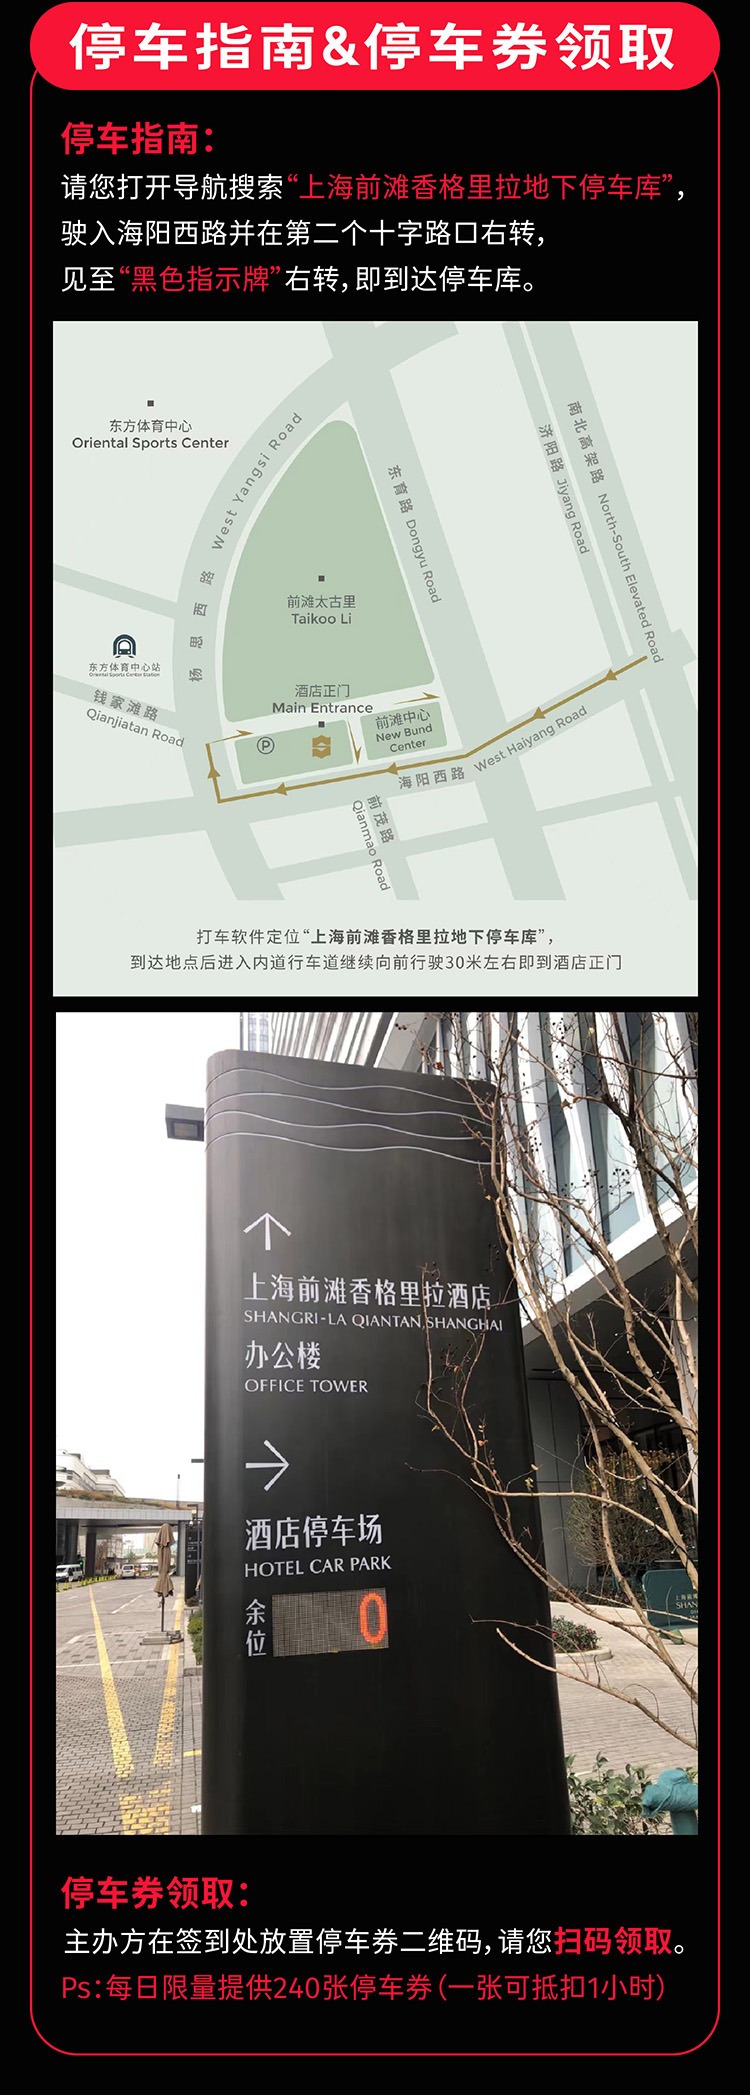 停车指南&停车券领取
停车指南：
请您打开导航搜索“上海前滩香格里拉地下停车库”，
驶入海阳西路并在第二个十字路口右转，
见至“黑色指示牌”右转，即到达停车库。
东方体育中心
Oriental Sports Center
杨思西路 West Yangsi Road
东育路 Dongyu Road
济阳路 Jiyang Road
南北高架路 North-South Elevated Road
前滩太古里
Taikoo Li
东方体育中心站
Oriental Sports Center Station
钱家滩路
Qianjiatan Road
酒店正门
Main Entrance
前滩中心
New Bund
Center
P
海阳西路 West Haiyang Road
前茂路
Qianmao Road
打车软件定位“上海前滩香格里拉地下停车库”，
到达地点后进入内道行车道继续向前行驶30米左右即到酒店正门
上海前滩香格里拉酒店
SHANGRI-LA QIANTAN, SHANGHAI
办公楼
OFFICE TOWER
酒店停车场
HOTEL CAR PARK
余位 0
停车券领取：
主办方在签到处放置停车券二维码，请您扫码领取。
Ps：每日限量提供240张停车券（一张可抵扣1小时）